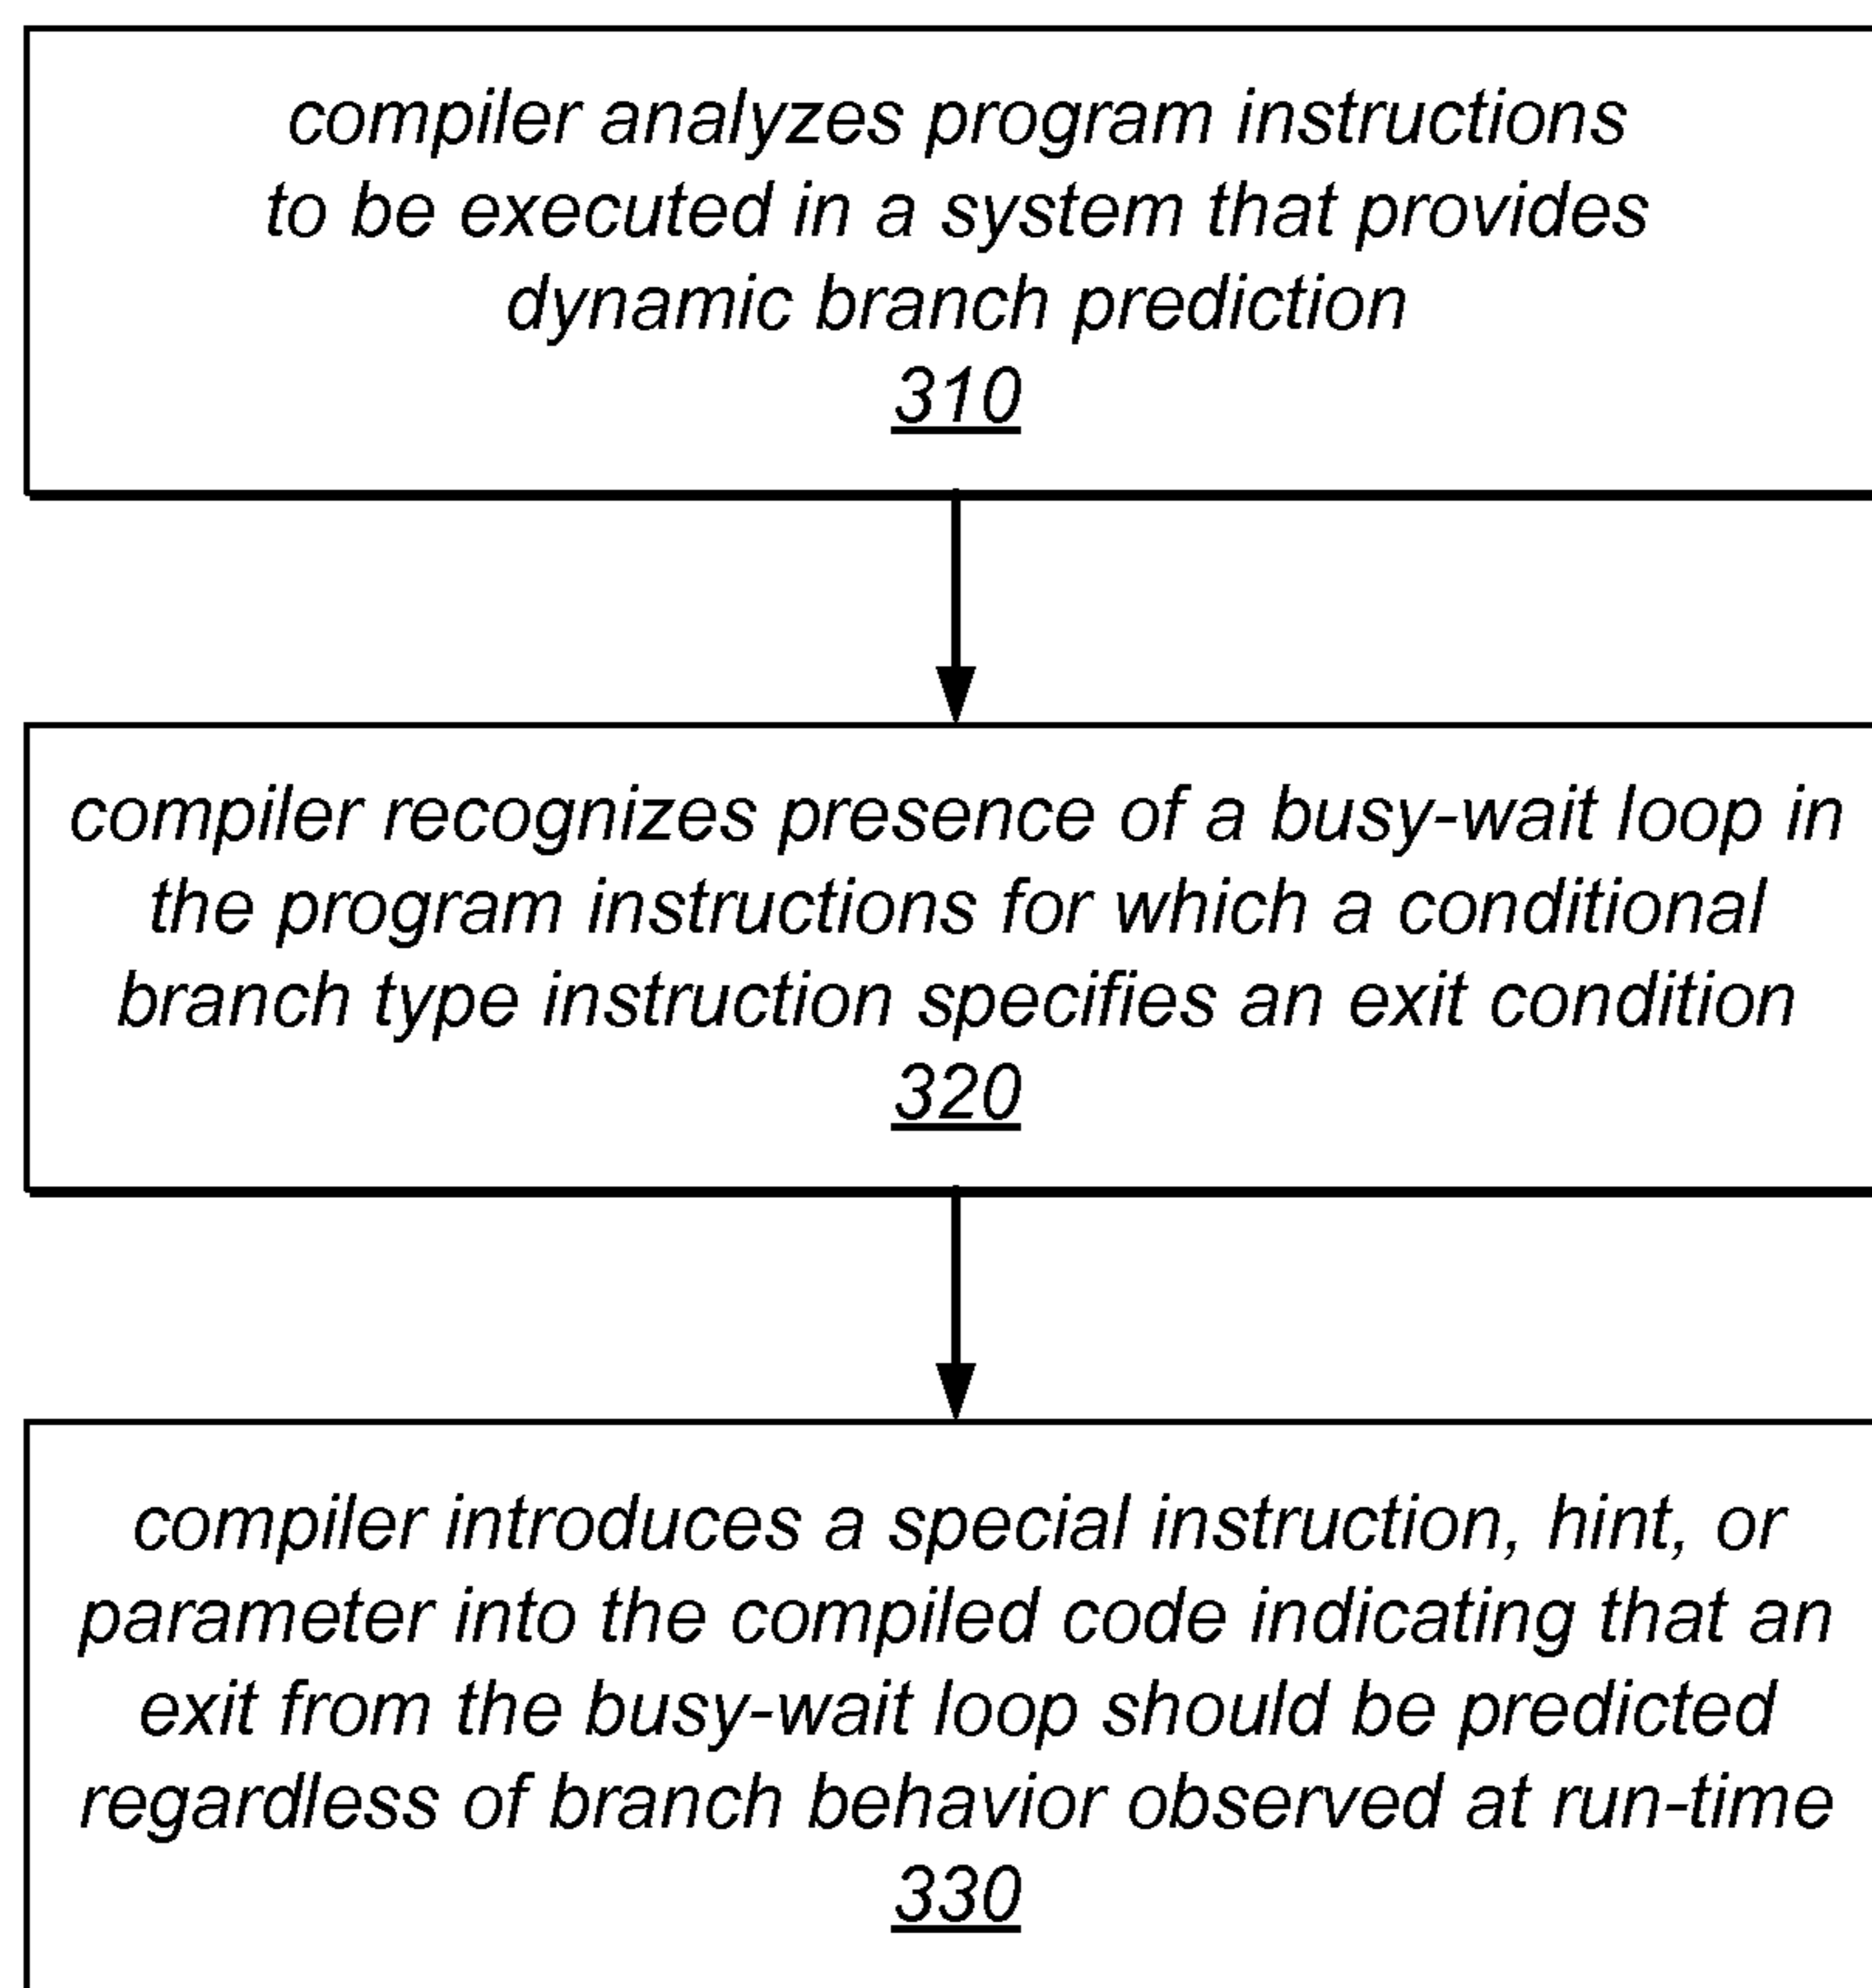 compiler analyzes program instructions
to be executed in a system that provides
dynamic branch prediction
310
compiler recognizes presence of a busy-wait loop in
the program instructions for which a conditional
branch type instruction specifies an exit condition
320
compiler introduces a special instruction, hint, or
parameter into the compiled code indicating that an
exit from the busy-wait loop should be predicted
regardless of branch behavior observed at run-time
330